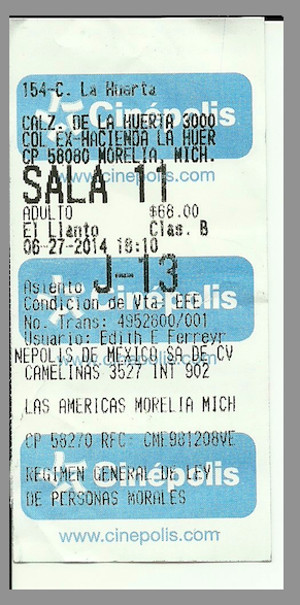 154-C. La Huerta
Cinépolis
CALZ. DE LA HUERTA 3000
COL EX-HACIENDA LA HUER
CP 58080 MORELIA, MICH.
www.cinepolis.com
SALA 11
ADULTO $68.00
El Llanto Clas. B
06-27-2014 18:10
Asiento J-13
Cinépolis
Condicion de Vta: EFE
No. Trans: 4952800/001
Usuario: Edith E Ferreyr
NEPOLIS DE MEXICO SA DE CV
CAMELINAS 3527 INT 902
LAS AMERICAS MORELIA MICH
CP 58270 RFC: CMF981208VE
Cinépolis
REGIMEN GENERAL DE LEY
DE PERSONAS MORALES
www.cinepolis.com